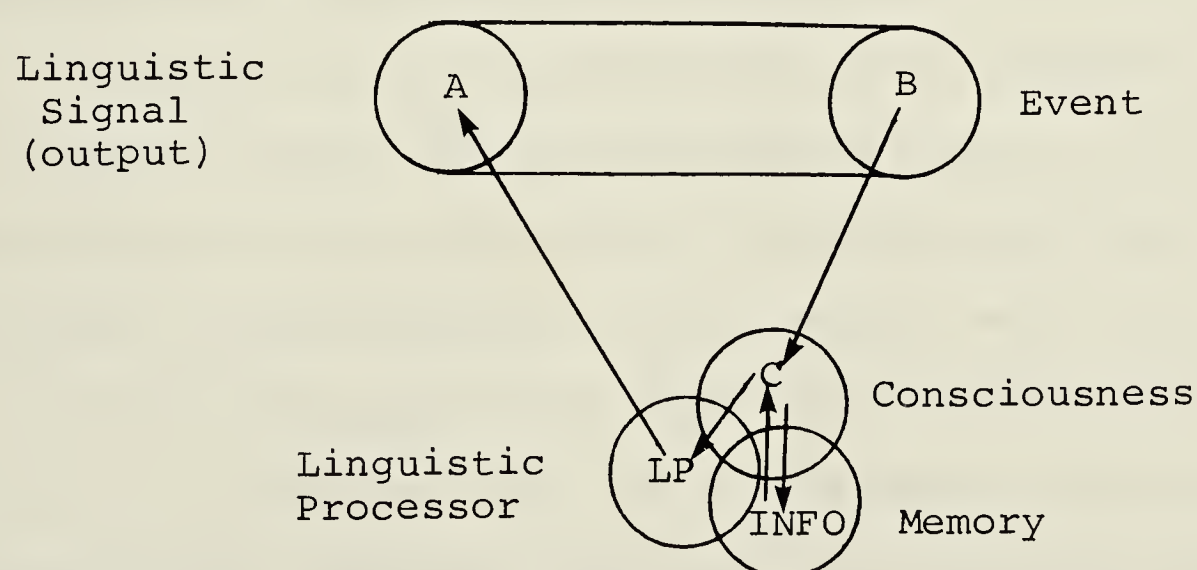 Linguistic
Signal
(output)
A
B
Event
C
Consciousness
Linguistic
Processor
LP
INFO
Memory